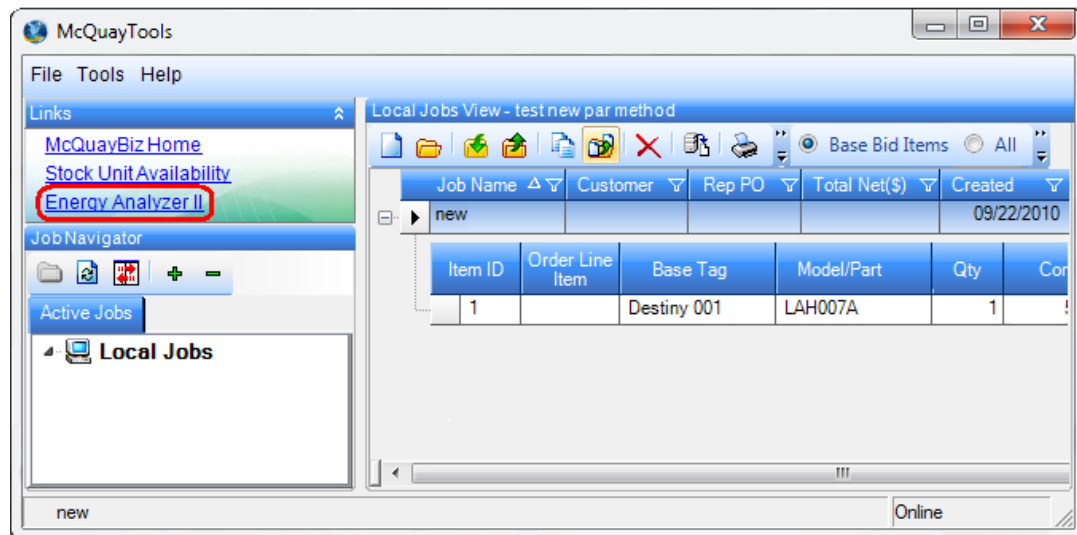 McQuayTools
File Tools Help
Links
McQuayBiz Home
Stock Unit Availability
Energy Analyzer II
Job Navigator
Active Jobs
Local Jobs
Local Jobs View - test new par method
Base Bid Items All
Job Name Customer Rep PO Total Net($) Created
new 09/22/2010
Item ID Order Line Item Base Tag Model/Part Qty Cor
1 Destiny 001 LAH007A 1
new Online